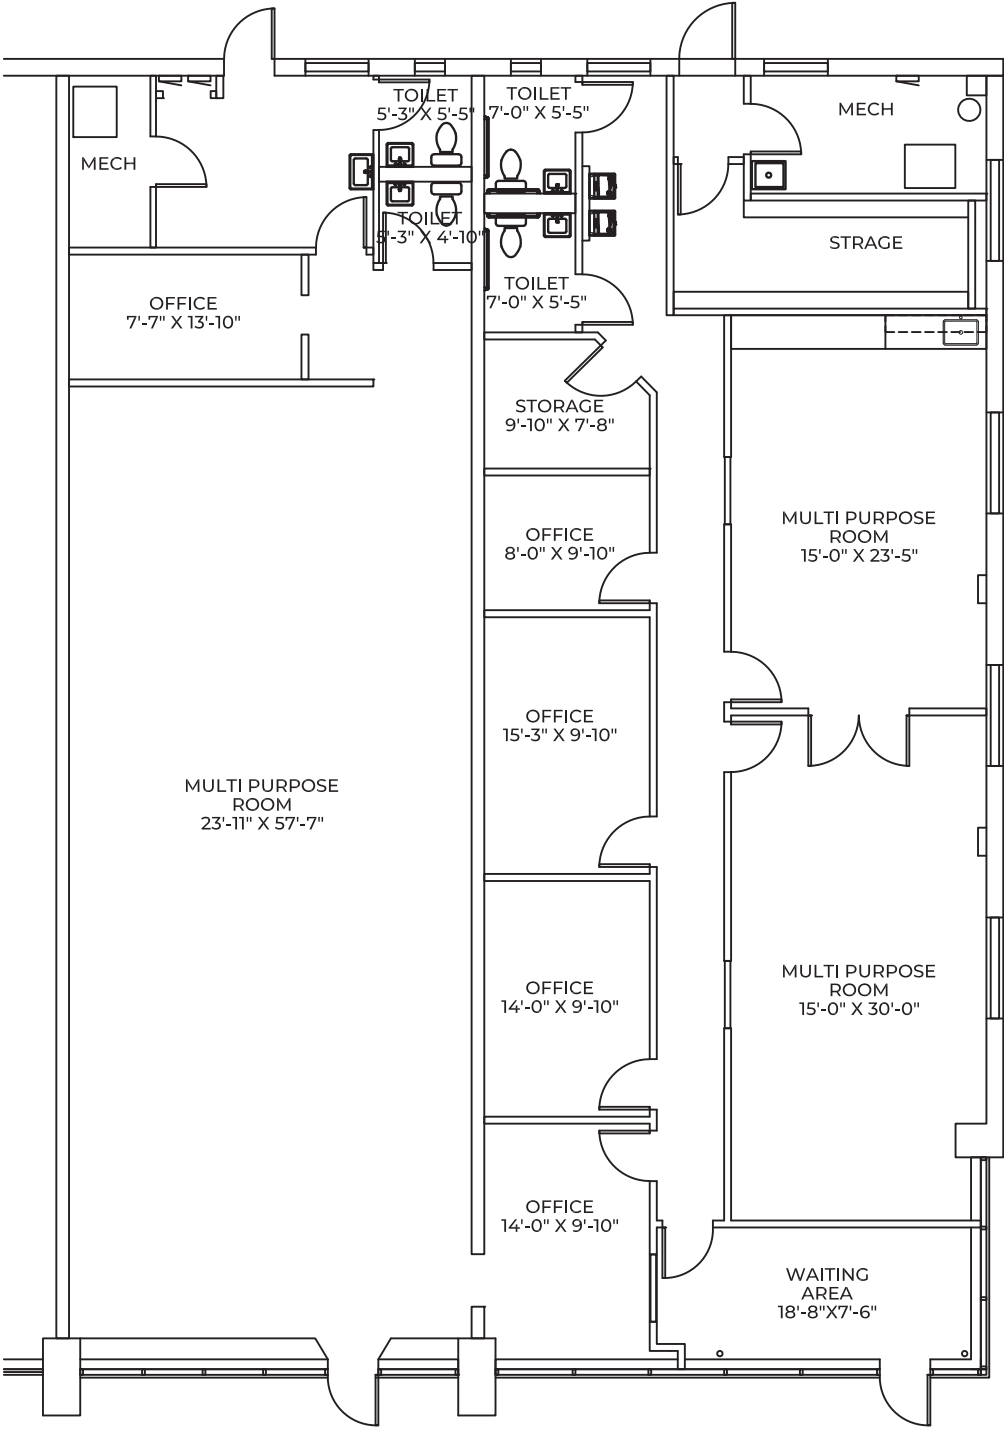 TOILET
5'-3" X 5'-5"
TOILET
7'-0" X 5'-5"
MECH
MECH
TOILET
5'-3" X 4'-10"
STRAGE
TOILET
7'-0" X 5'-5"
OFFICE
7'-7" X 13'-10"
STORAGE
9'-10" X 7'-8"
OFFICE
8'-0" X 9'-10"
MULTI PURPOSE
ROOM
15'-0" X 23'-5"
OFFICE
15'-3" X 9'-10"
MULTI PURPOSE
ROOM
23'-11" X 57'-7"
OFFICE
14'-0" X 9'-10"
MULTI PURPOSE
ROOM
15'-0" X 30'-0"
OFFICE
14'-0" X 9'-10"
WAITING
AREA
18'-8"X7'-6"